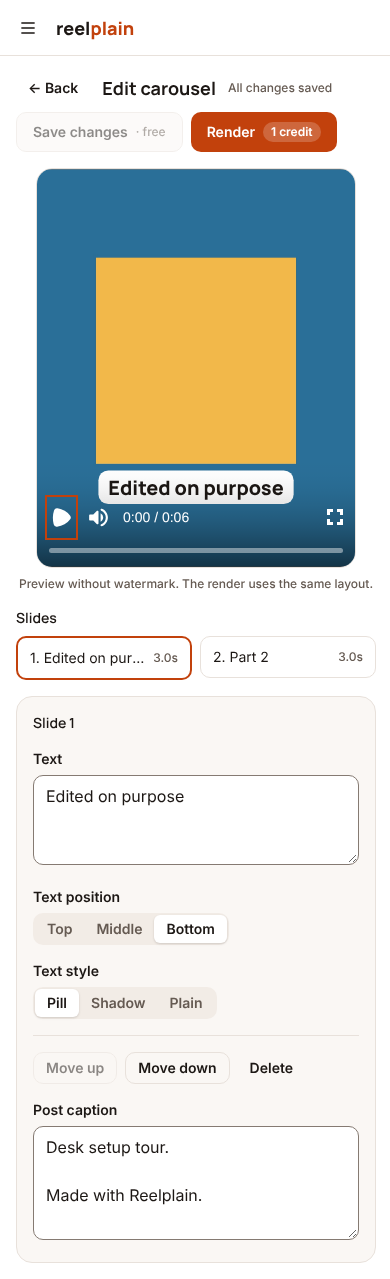 reelplain
← Back
Edit carousel
All changes saved
Save changes · free
Render 1 credit
Edited on purpose
0:00 / 0:06
Preview without watermark. The render uses the same layout.
Slides
1. Edited on pur... 3.0s
2. Part 2 3.0s
Slide 1
Text
Edited on purpose
Text position
Top Middle Bottom
Text style
Pill Shadow Plain
Move up Move down Delete
Post caption
Desk setup tour.
Made with Reelplain.